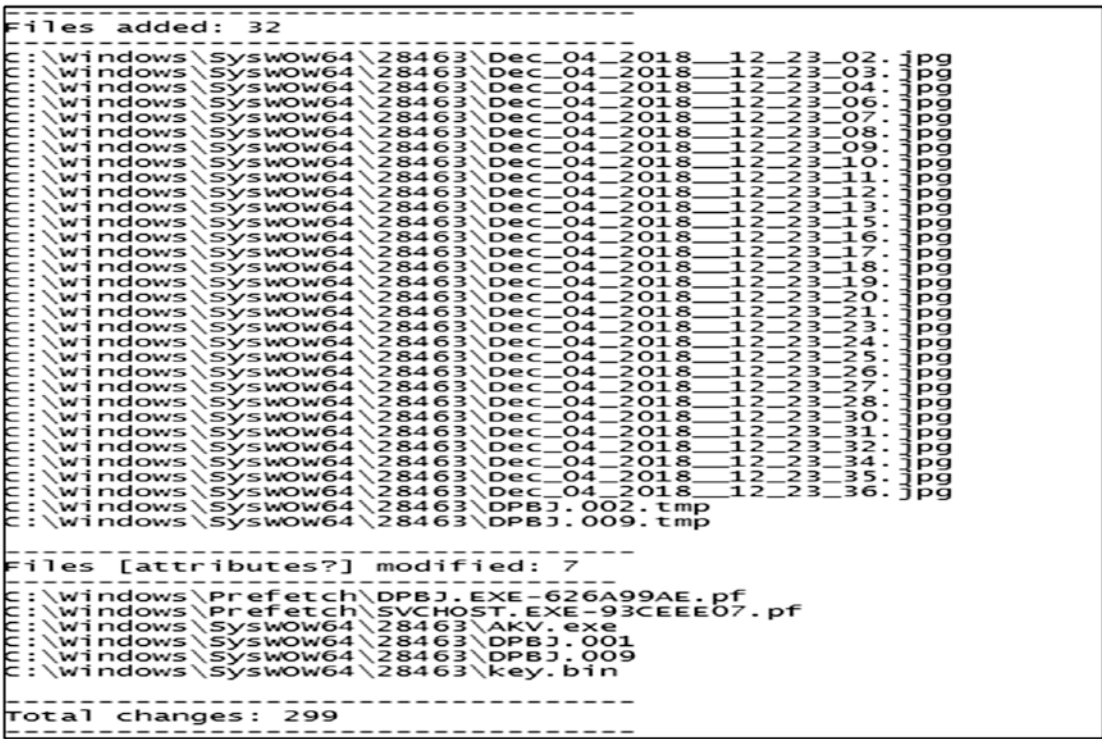 ----------------------------------
Files added: 32
----------------------------------
C:\Windows\SysWOW64\28463\Dec_04_2018__12_23_02.jpg
C:\Windows\SysWOW64\28463\Dec_04_2018__12_23_03.jpg
C:\Windows\SysWOW64\28463\Dec_04_2018__12_23_04.jpg
C:\Windows\SysWOW64\28463\Dec_04_2018__12_23_06.jpg
C:\Windows\SysWOW64\28463\Dec_04_2018__12_23_07.jpg
C:\Windows\SysWOW64\28463\Dec_04_2018__12_23_08.jpg
C:\Windows\SysWOW64\28463\Dec_04_2018__12_23_09.jpg
C:\Windows\SysWOW64\28463\Dec_04_2018__12_23_10.jpg
C:\Windows\SysWOW64\28463\Dec_04_2018__12_23_11.jpg
C:\Windows\SysWOW64\28463\Dec_04_2018__12_23_12.jpg
C:\Windows\SysWOW64\28463\Dec_04_2018__12_23_13.jpg
C:\Windows\SysWOW64\28463\Dec_04_2018__12_23_15.jpg
C:\Windows\SysWOW64\28463\Dec_04_2018__12_23_16.jpg
C:\Windows\SysWOW64\28463\Dec_04_2018__12_23_17.jpg
C:\Windows\SysWOW64\28463\Dec_04_2018__12_23_18.jpg
C:\Windows\SysWOW64\28463\Dec_04_2018__12_23_19.jpg
C:\Windows\SysWOW64\28463\Dec_04_2018__12_23_20.jpg
C:\Windows\SysWOW64\28463\Dec_04_2018__12_23_21.jpg
C:\Windows\SysWOW64\28463\Dec_04_2018__12_23_23.jpg
C:\Windows\SysWOW64\28463\Dec_04_2018__12_23_24.jpg
C:\Windows\SysWOW64\28463\Dec_04_2018__12_23_25.jpg
C:\Windows\SysWOW64\28463\Dec_04_2018__12_23_26.jpg
C:\Windows\SysWOW64\28463\Dec_04_2018__12_23_27.jpg
C:\Windows\SysWOW64\28463\Dec_04_2018__12_23_28.jpg
C:\Windows\SysWOW64\28463\Dec_04_2018__12_23_30.jpg
C:\Windows\SysWOW64\28463\Dec_04_2018__12_23_31.jpg
C:\Windows\SysWOW64\28463\Dec_04_2018__12_23_32.jpg
C:\Windows\SysWOW64\28463\Dec_04_2018__12_23_34.jpg
C:\Windows\SysWOW64\28463\Dec_04_2018__12_23_35.jpg
C:\Windows\SysWOW64\28463\Dec_04_2018__12_23_36.jpg
C:\Windows\SysWOW64\28463\DPBJ.002.tmp
C:\Windows\SysWOW64\28463\DPBJ.009.tmp
----------------------------------
Files [attributes?] modified: 7
----------------------------------
C:\Windows\Prefetch\DPBJ.EXE-626A99AE.pf
C:\Windows\Prefetch\SVCHOST.EXE-93CEEE07.pf
C:\Windows\SysWOW64\28463\AKV.exe
C:\Windows\SysWOW64\28463\DPBJ.001
C:\Windows\SysWOW64\28463\DPBJ.009
C:\Windows\SysWOW64\28463\key.bin
----------------------------------
Total changes: 299
----------------------------------